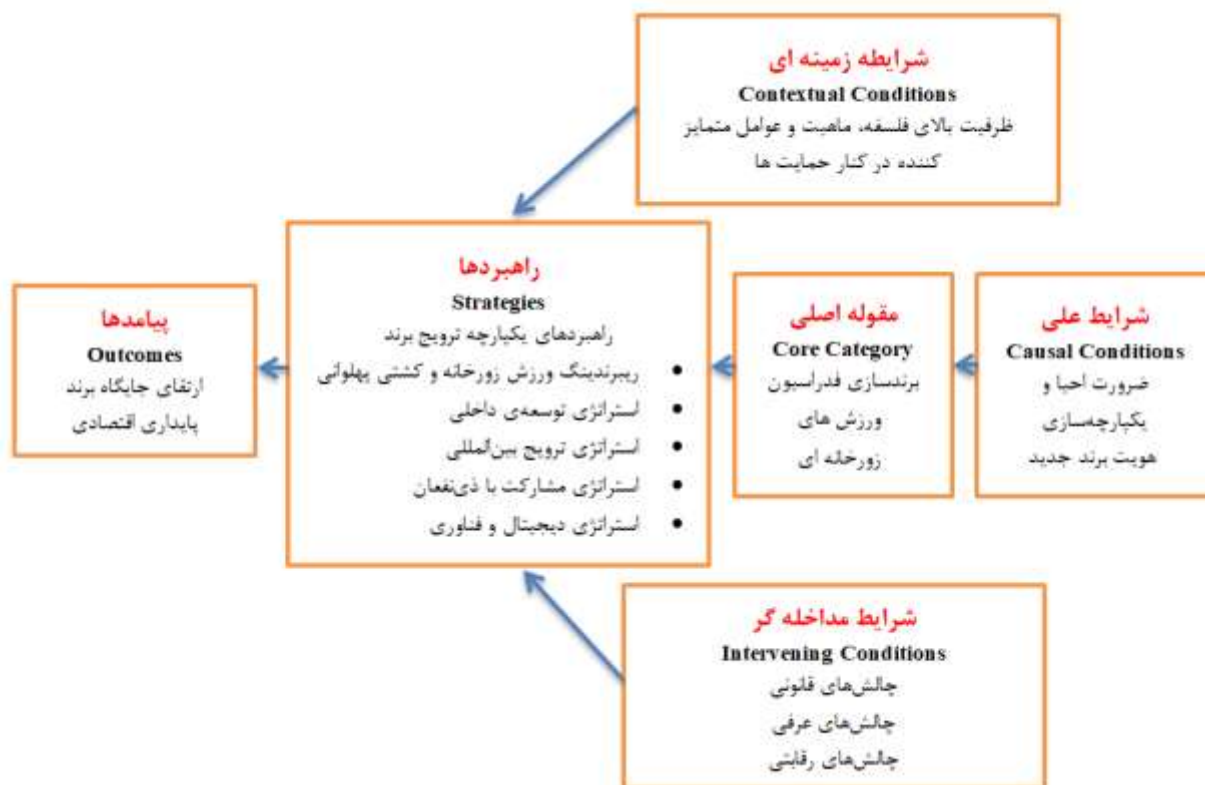 شرایطه زمینه ای
Contextual Conditions
ظرفیت بالای فلسفه، ماهیت و عوامل متمایز
کننده در کنار حمایت ها
شرایط علی
Causal Conditions
ضرورت احیا و
یکپارچه‌سازی
هویت برند جدید
مقوله اصلی
Core Category
برندسازی فدراسیون
ورزش های
زورخانه ای
راهبردها
Strategies
راهبردهای یکپارچه ترویج برند
• ریبرندینگ ورزش زورخانه و کشتی پهلوانی
• استراتژی توسعه‌ی داخلی
• استراتژی ترویج بین‌المللی
• استراتژی مشارکت با ذی‌نفعان
• استراتژی دیجیتال و فناوری
پیامدها
Outcomes
ارتقای جایگاه برند
پایداری اقتصادی
شرایط مداخله گر
Intervening Conditions
چالش‌های قانونی
چالش‌های عرفی
چالش‌های رقابتی